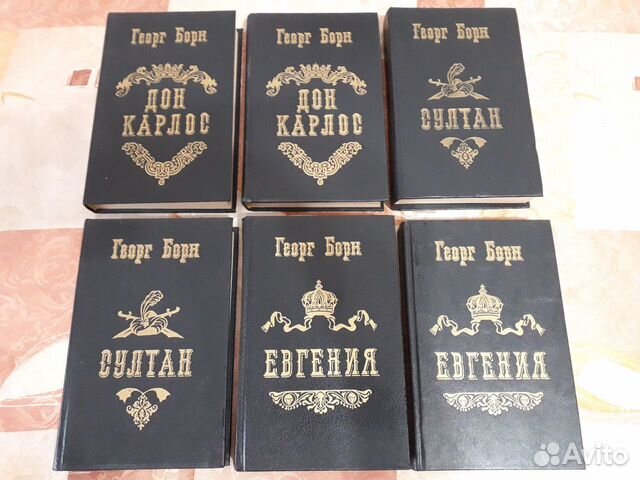 Георг Борн
ДОН
КАРЛОС
Георг Борн
ДОН
КАРЛОС
Георг Борн
СУЛТАН
Георг Борн
СУЛТАН
Георг Борн
ЕВГЕНИЯ
Георг Борн
ЕВГЕНИЯ
Avito